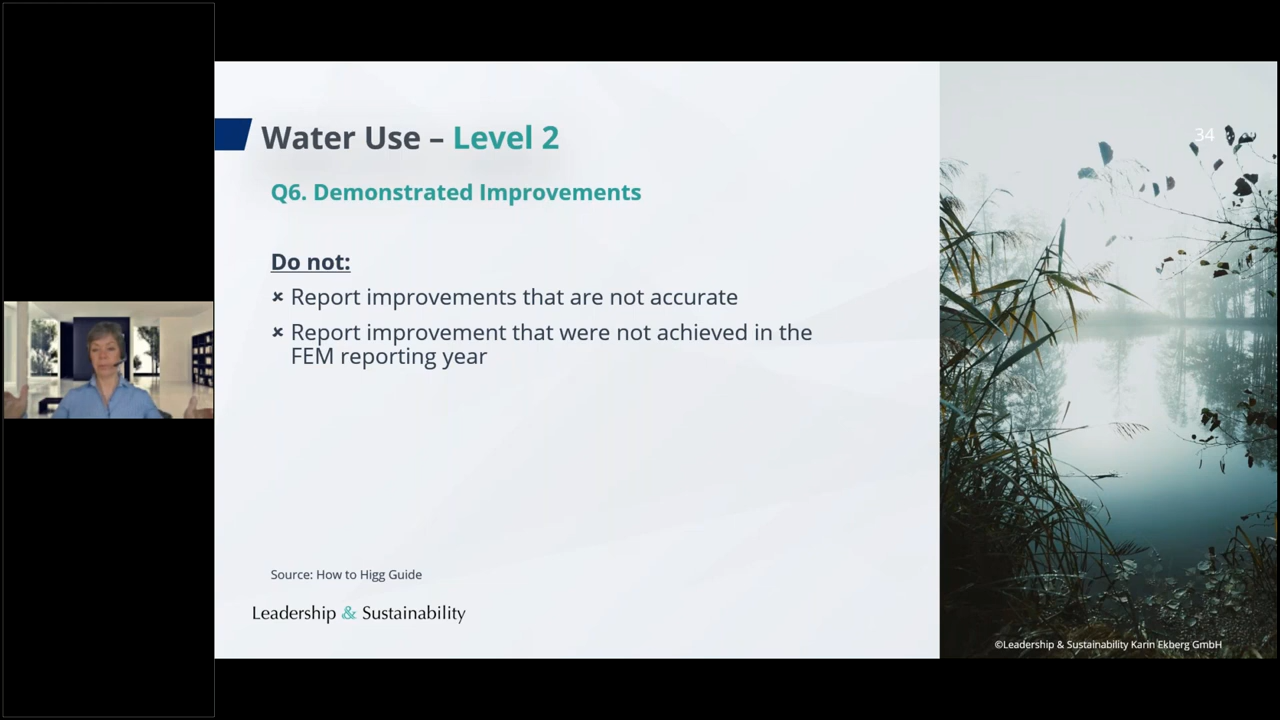 34
Water Use – Level 2
Q6. Demonstrated Improvements
Do not:
× Report improvements that are not accurate
× Report improvement that were not achieved in the
FEM reporting year
Source: How to Higg Guide
Leadership & Sustainability
©Leadership & Sustainability Karin Ekberg GmbH